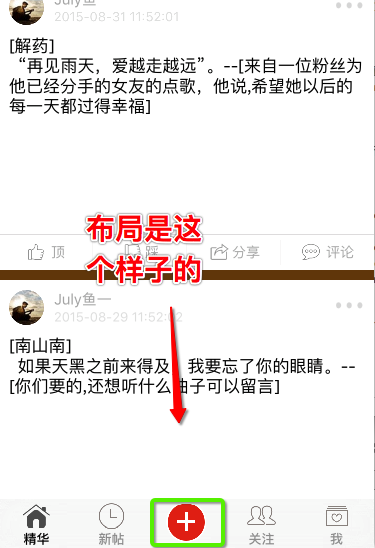 July鱼一
2015-08-31 11:52:01
[解药]
“再见雨天，爱越走越远”。--[来自一位粉丝为
他已经分手的女友的点歌，他说,希望她以后的
每一天都过得幸福]
布局是这
个样子的
顶
踩
分享
评论
July鱼一
2015-08-29 11:52:02
[南山南]
如果天黑之前来得及，我要忘了你的眼睛。--
[你们要的,还想听什么曲子可以留言]
精华
新帖
关注
我